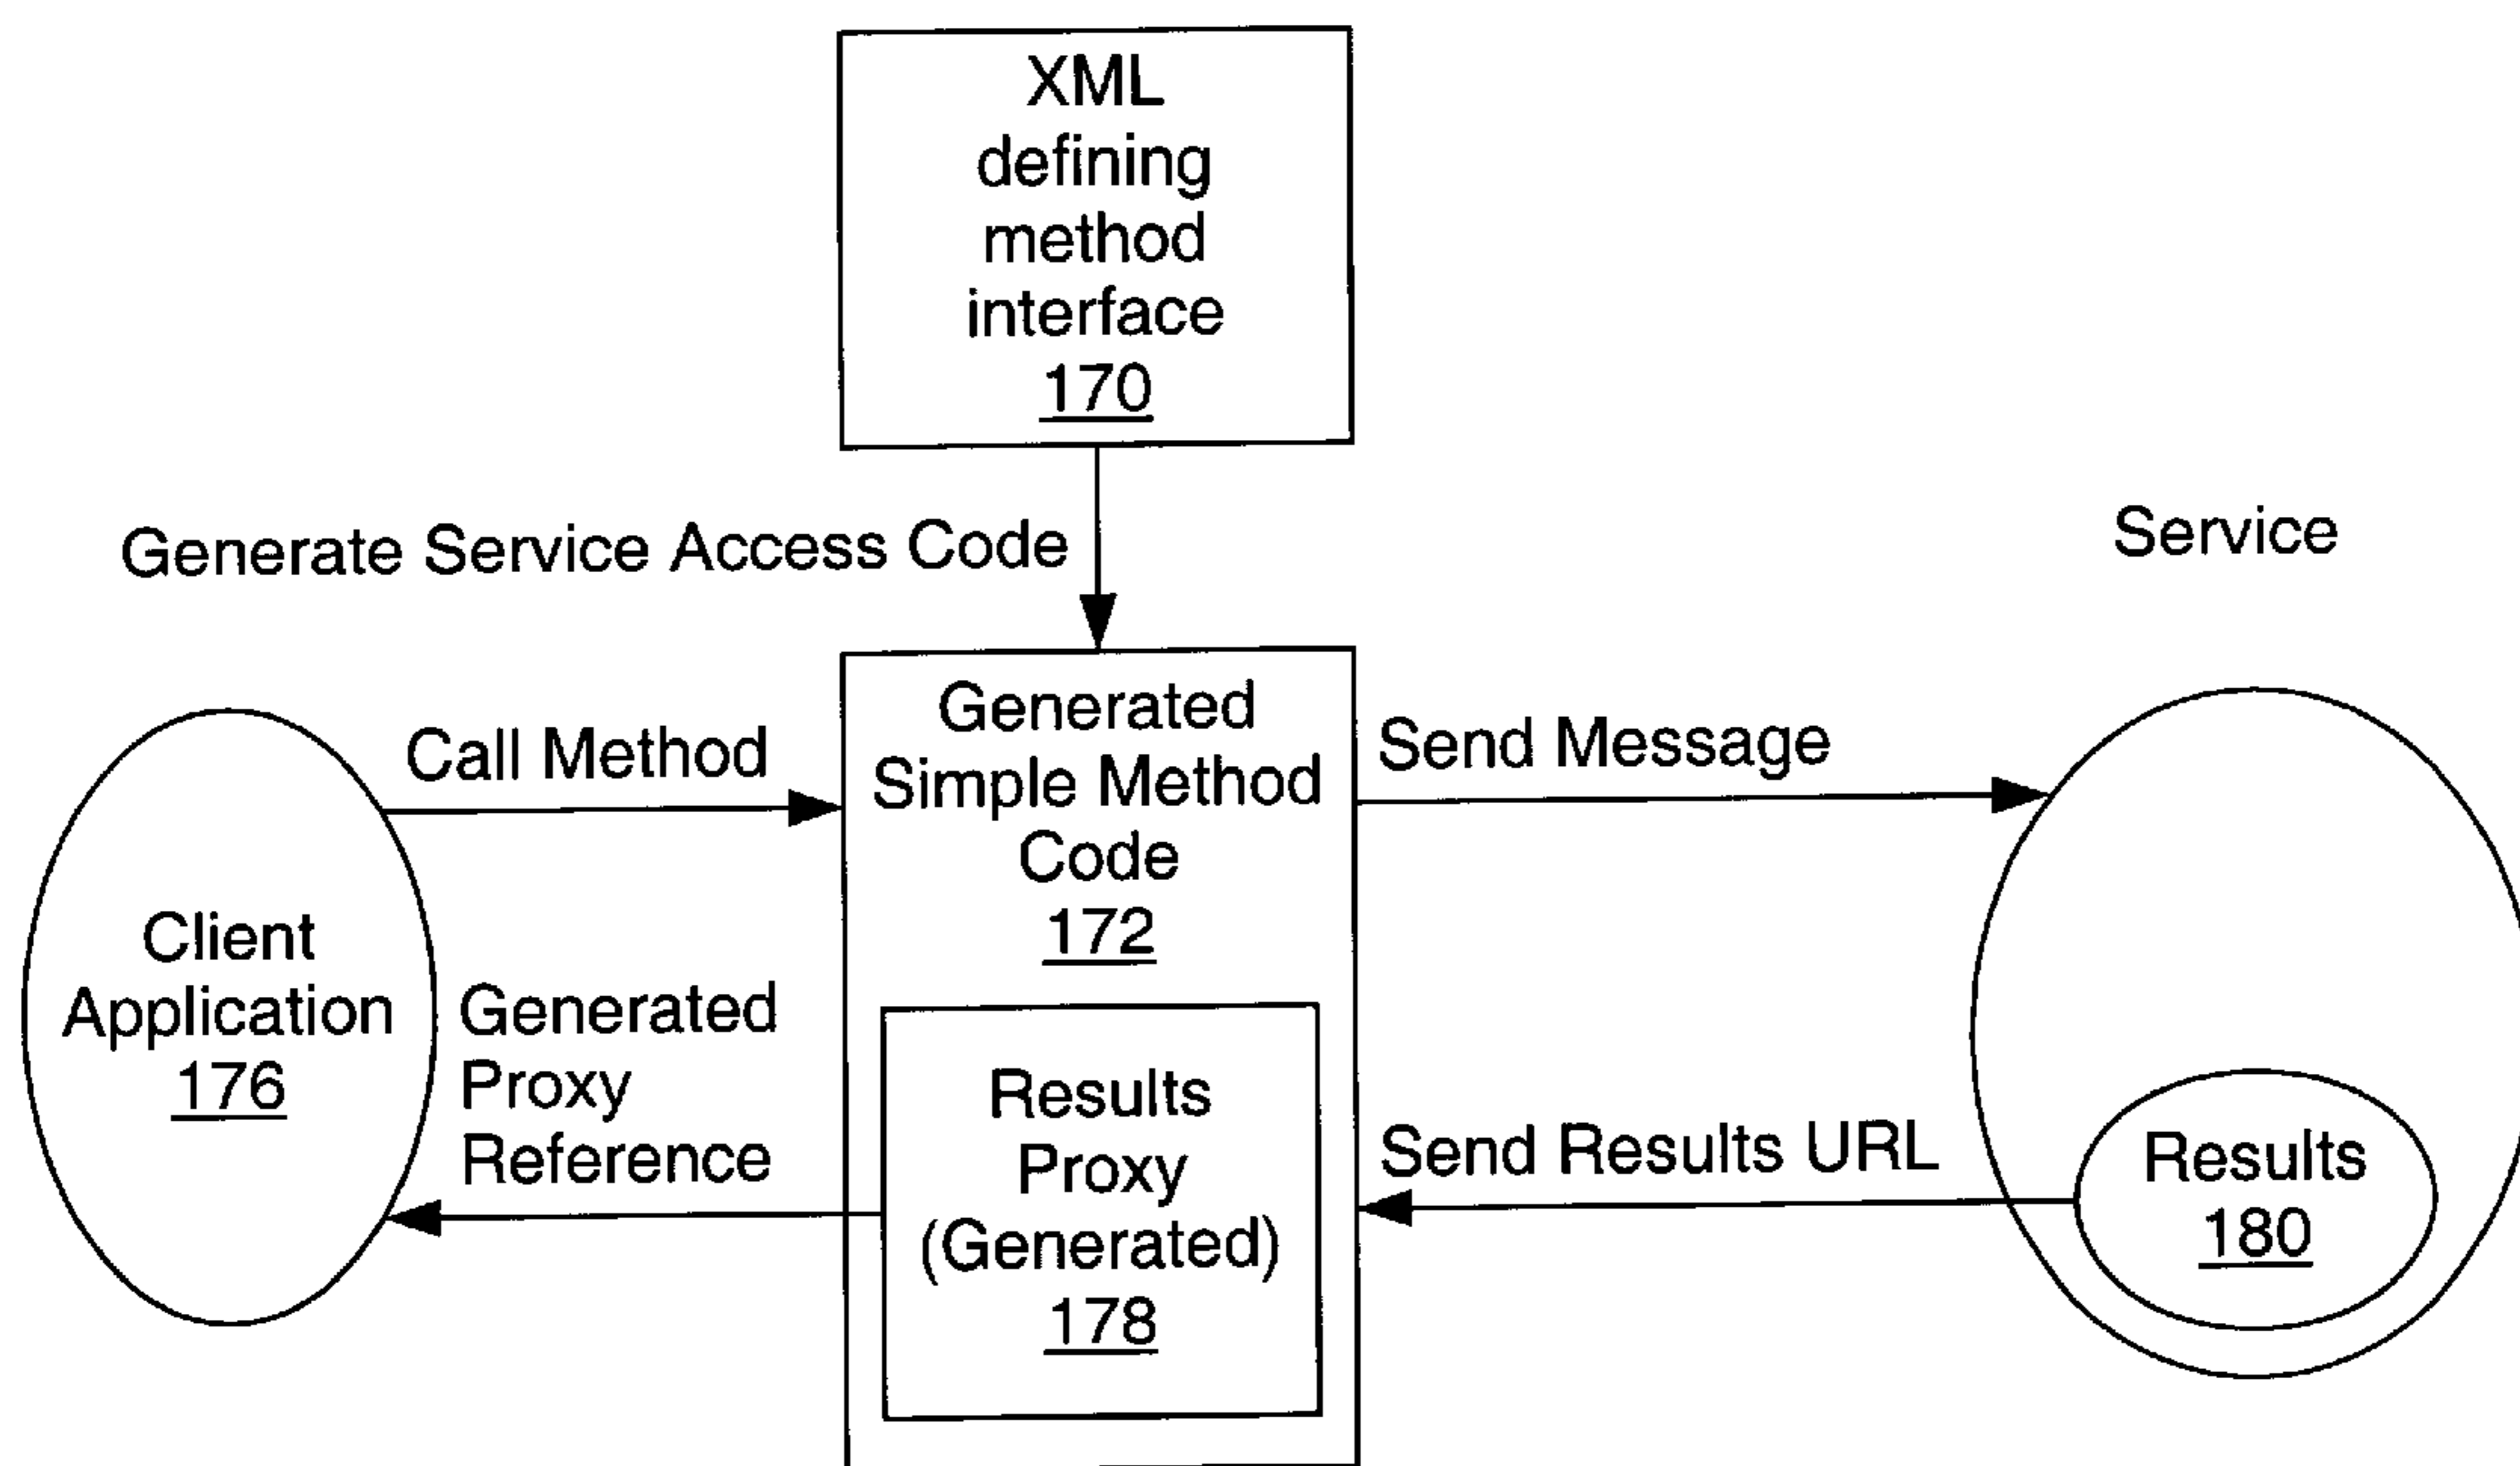 XML
defining
method
interface
170
Generate Service Access Code
Service
Generated
Simple Method
Code
172
Call Method
Send Message
Client
Application
176
Generated
Proxy
Reference
Results
Proxy
(Generated)
178
Send Results URL
Results
180